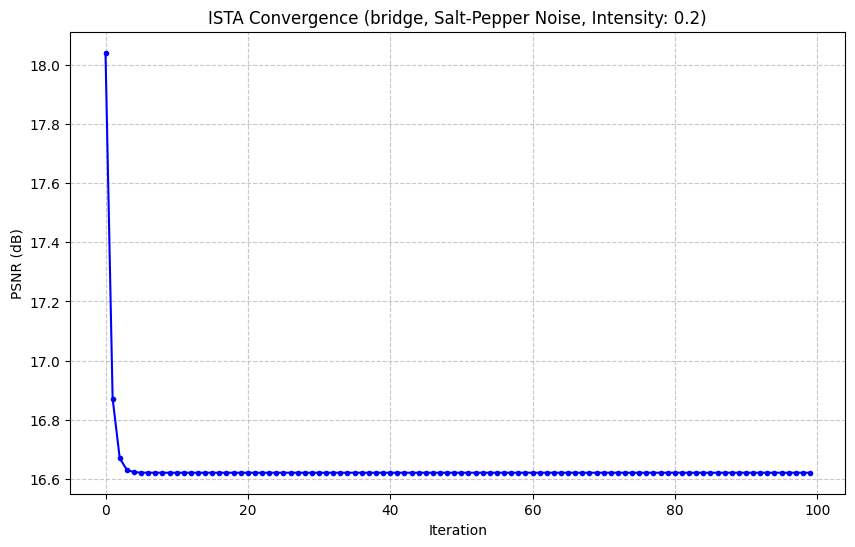 ISTA Convergence (bridge, Salt-Pepper Noise, Intensity: 0.2)
PSNR (dB)
18.0
17.8
17.6
17.4
17.2
17.0
16.8
16.6
0 20 40 60 80 100
Iteration